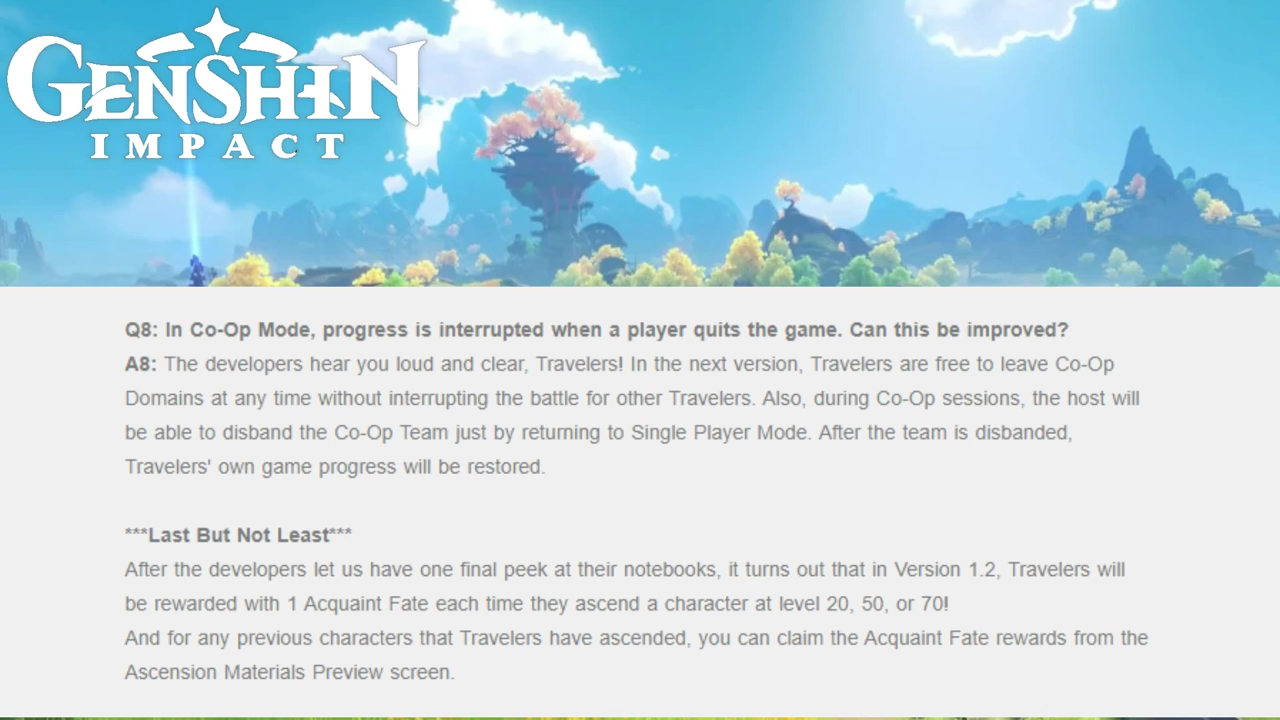 GENSHIN
IMPACT
Q8: In Co-Op Mode, progress is interrupted when a player quits the game. Can this be improved?
A8: The developers hear you loud and clear, Travelers! In the next version, Travelers are free to leave Co-Op
Domains at any time without interrupting the battle for other Travelers. Also, during Co-Op sessions, the host will
be able to disband the Co-Op Team just by returning to Single Player Mode. After the team is disbanded,
Travelers' own game progress will be restored.
***Last But Not Least***
After the developers let us have one final peek at their notebooks, it turns out that in Version 1.2, Travelers will
be rewarded with 1 Acquaint Fate each time they ascend a character at level 20, 50, or 70!
And for any previous characters that Travelers have ascended, you can claim the Acquaint Fate rewards from the
Ascension Materials Preview screen.